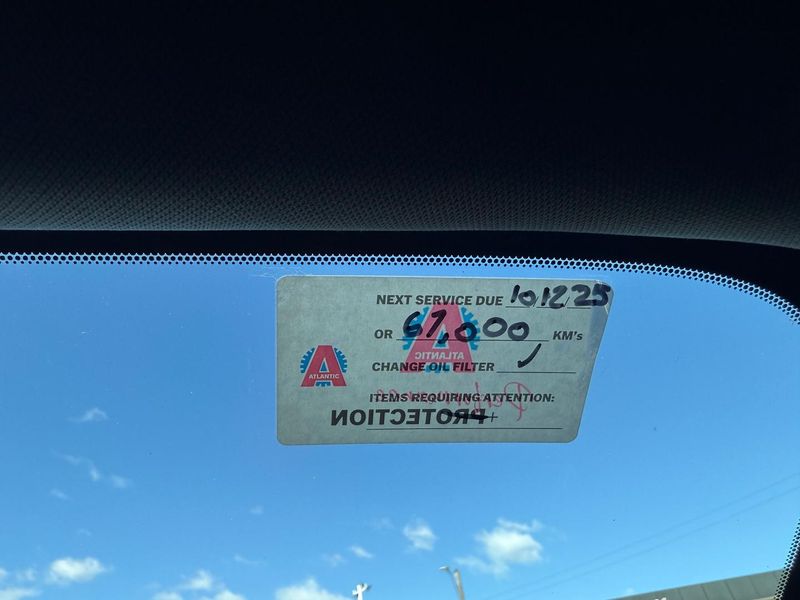 NEXT SERVICE DUE 10/12/25
OR 67,000 KM's
ATLANTIC
ATLANTIC
CHANGE OIL FILTER
ITEMS REQUIRING ATTENTION:
PROTECTION